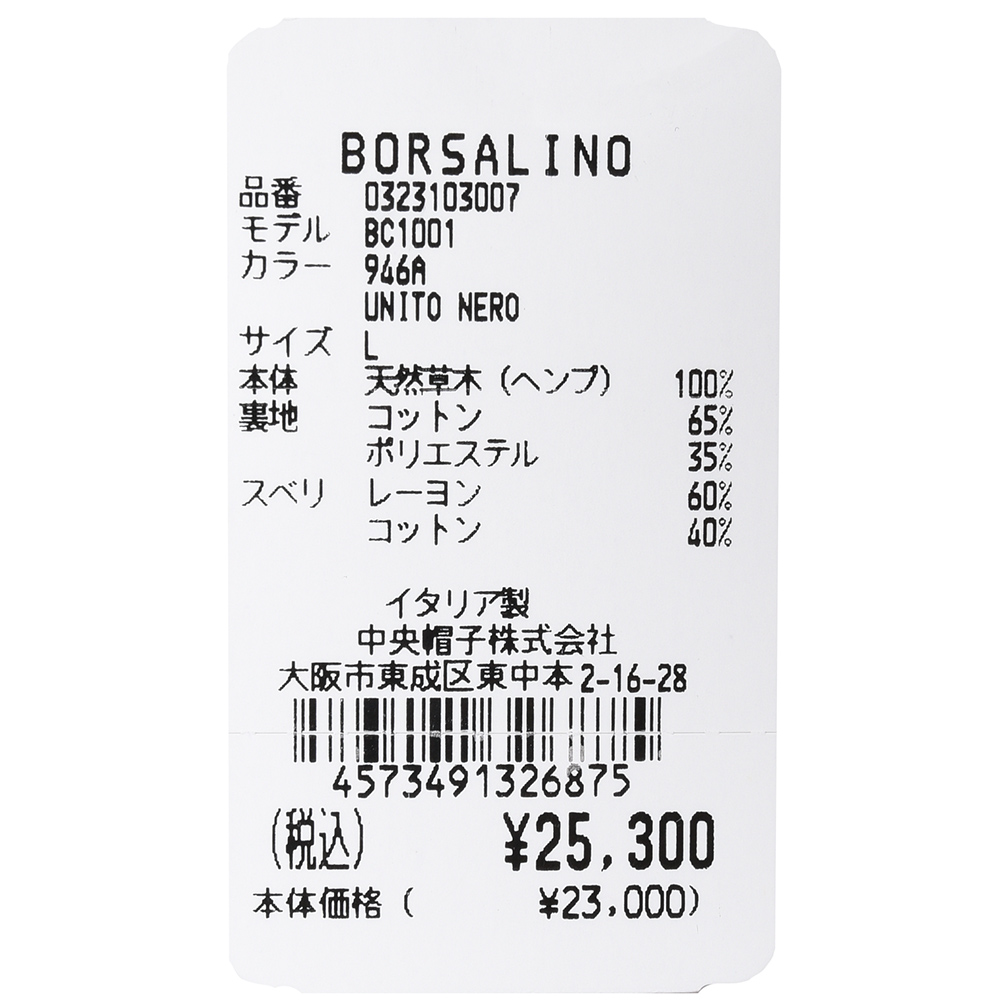 BORSALINO
品番 0323103007
モデル BC1001
カラー 946A
UNITO NERO
サイズ L
本体 天然草木(ヘンプ) 100%
裏地 コットン 65%
ポリエステル 35%
スベリ レーヨン 60%
コットン 40%
イタリア製
中央帽子株式会社
大阪市東成区東中本2-16-28
4573491326875
(税込) ¥25,300
本体価格( ¥23,000)